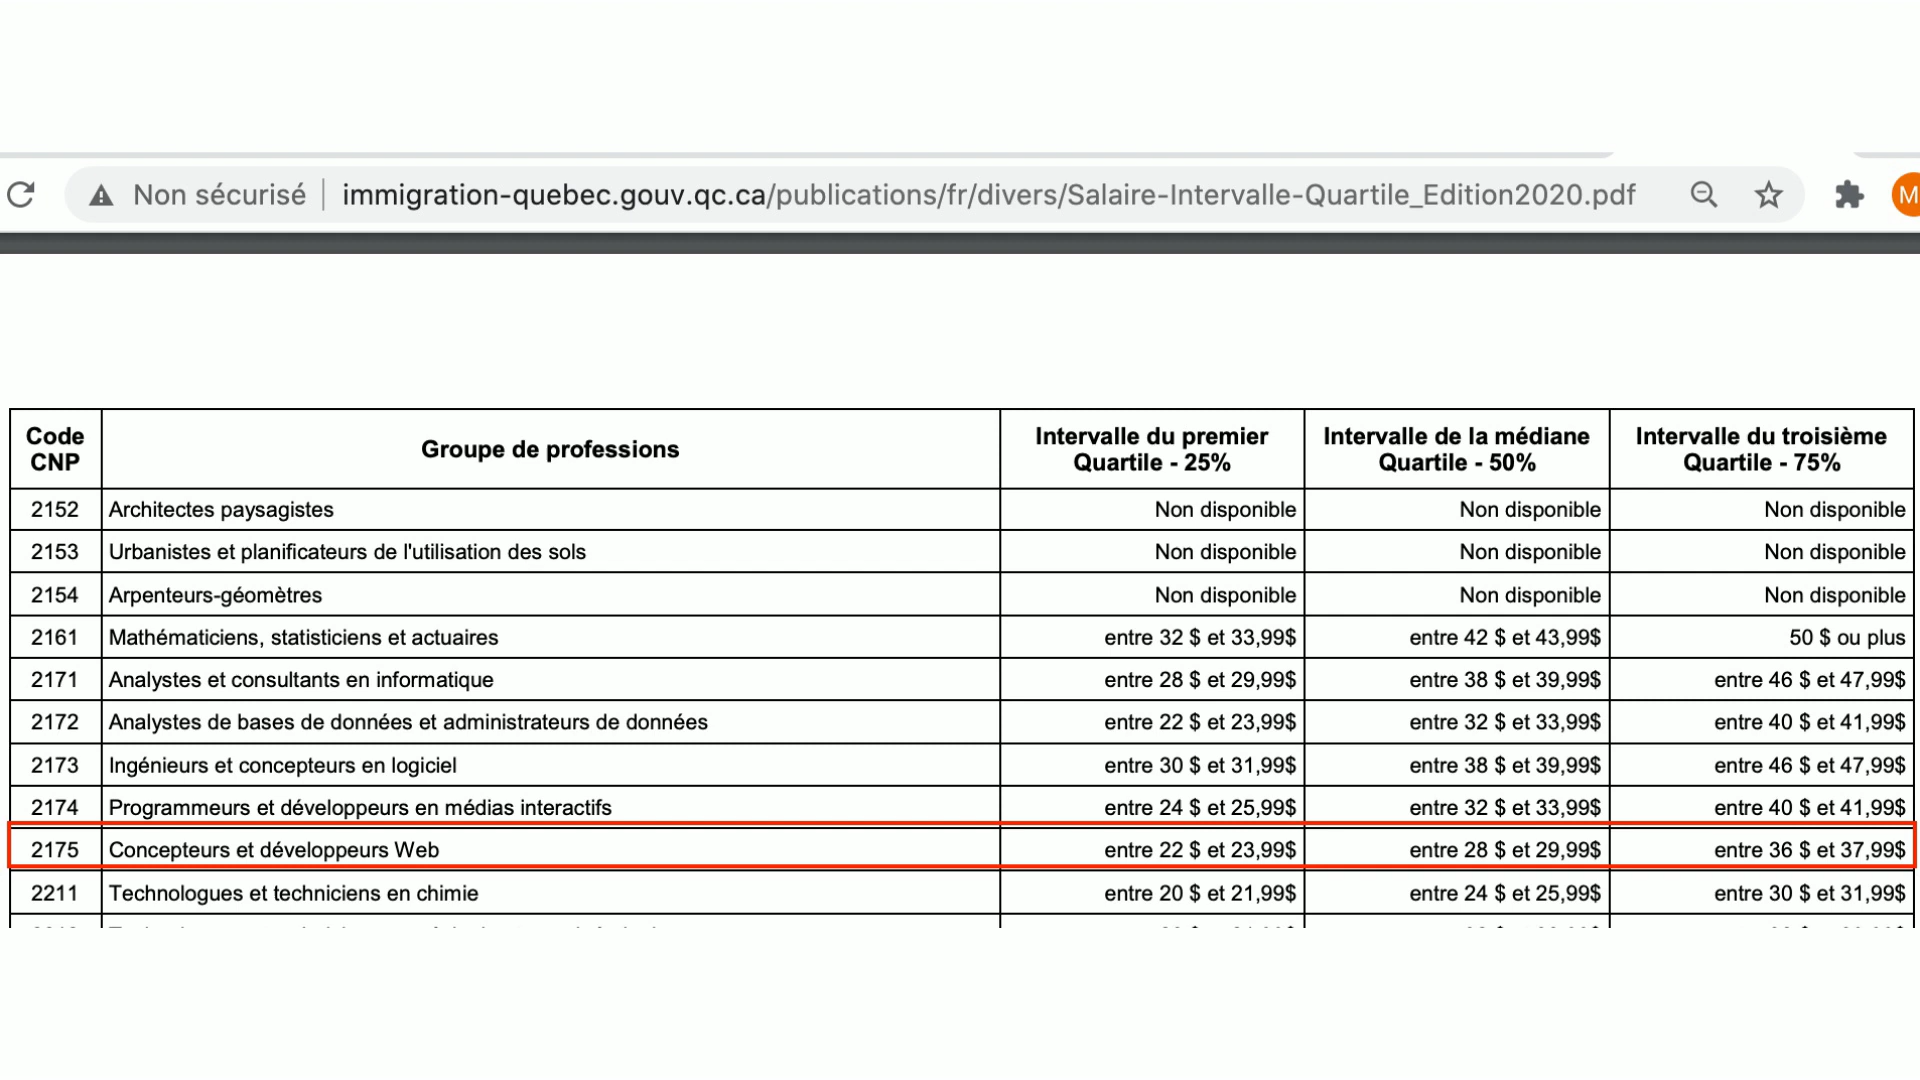 Non sécurisé immigration-quebec.gouv.qc.ca/publications/fr/divers/Salaire-Intervalle-Quartile_Edition2020.pdf M
Code CNP Groupe de professions Intervalle du premier Quartile - 25% Intervalle de la médiane Quartile - 50% Intervalle du troisième Quartile - 75%
2152 Architectes paysagistes Non disponible Non disponible Non disponible
2153 Urbanistes et planificateurs de l'utilisation des sols Non disponible Non disponible Non disponible
2154 Arpenteurs-géomètres Non disponible Non disponible Non disponible
2161 Mathématiciens, statisticiens et actuaires entre 32 $ et 33,99$ entre 42 $ et 43,99$ 50 $ ou plus
2171 Analystes et consultants en informatique entre 28 $ et 29,99$ entre 38 $ et 39,99$ entre 46 $ et 47,99$
2172 Analystes de bases de données et administrateurs de données entre 22 $ et 23,99$ entre 32 $ et 33,99$ entre 40 $ et 41,99$
2173 Ingénieurs et concepteurs en logiciel entre 30 $ et 31,99$ entre 38 $ et 39,99$ entre 46 $ et 47,99$
2174 Programmeurs et développeurs en médias interactifs entre 24 $ et 25,99$ entre 32 $ et 33,99$ entre 40 $ et 41,99$
2175 Concepteurs et développeurs Web entre 22 $ et 23,99$ entre 28 $ et 29,99$ entre 36 $ et 37,99$
2211 Technologues et techniciens en chimie entre 20 $ et 21,99$ entre 24 $ et 25,99$ entre 30 $ et 31,99$